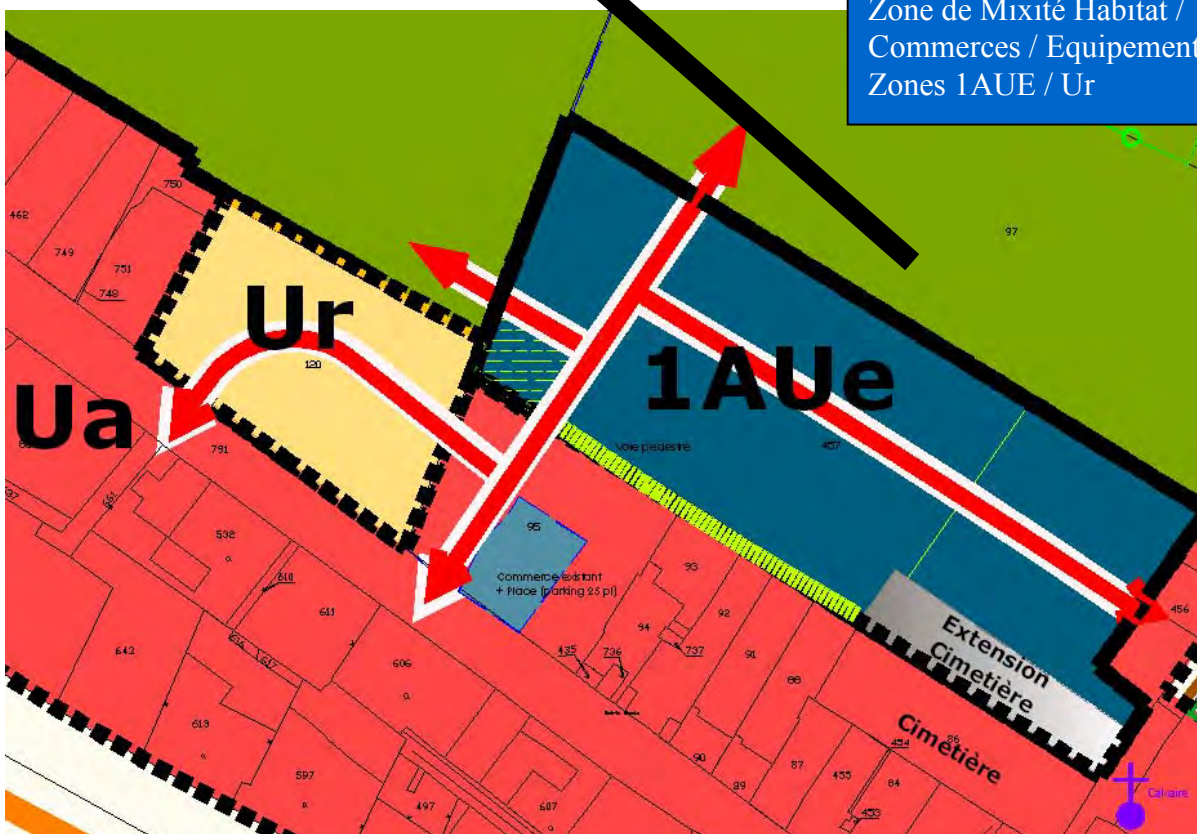 Zone de Mixité Habitat /
Commerces / Equipement
Zones 1AUE / Ur
97
750
462
749
751
748
Ur
120
1AUe
Ua
791
Voie pedestre
457
95
532
Commerce existant
+ Place (parking 25 pl)
93
92
94
610
611
435
736
737
91
88
456
Extension
Cimetière
Cimetière
86
643
606
617
90
89
87
455
454
84
453
613
597
497
607
Calvaire